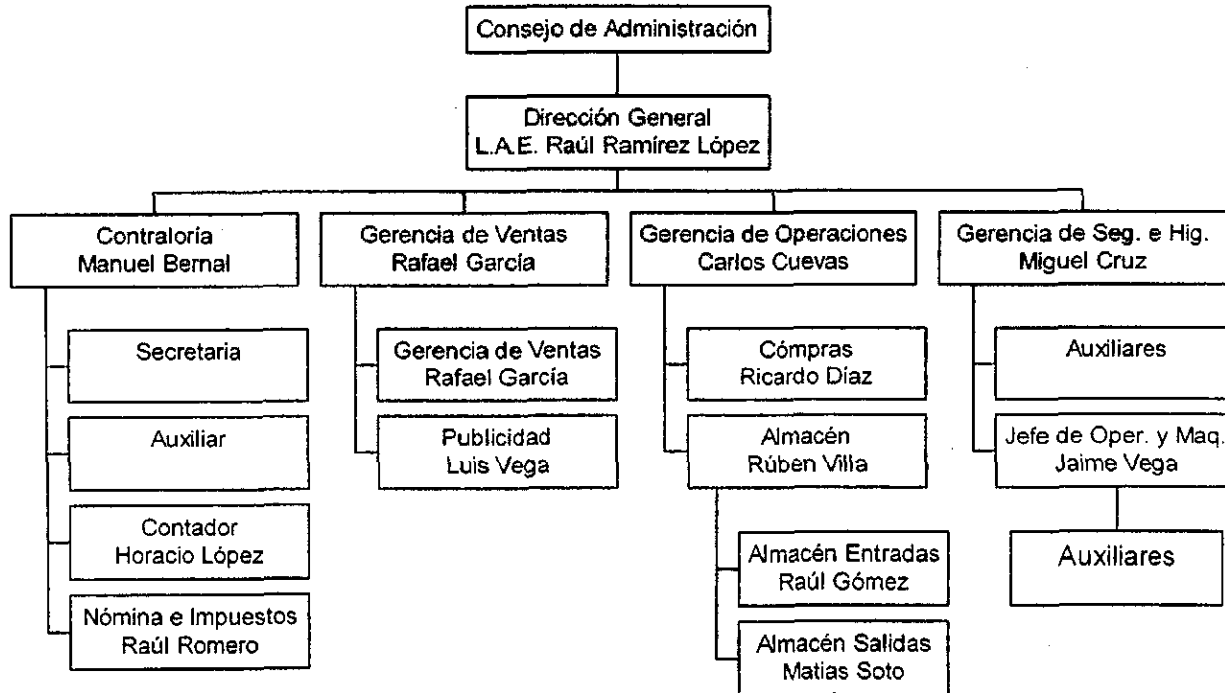 Consejo de Administración
Dirección General
L.A.E. Raúl Ramírez López
Contraloría
Manuel Bernal
Secretaria
Auxiliar
Contador
Horacio López
Nómina e Impuestos
Raúl Romero
Gerencia de Ventas
Rafael García
Gerencia de Ventas
Rafael García
Publicidad
Luis Vega
Gerencia de Operaciones
Carlos Cuevas
Cómpras
Ricardo Díaz
Almacén
Rúben Villa
Almacén Entradas
Raúl Gómez
Almacén Salidas
Matias Soto
Gerencia de Seg. e Hig.
Miguel Cruz
Auxiliares
Jefe de Oper. y Maq.
Jaime Vega
Auxiliares